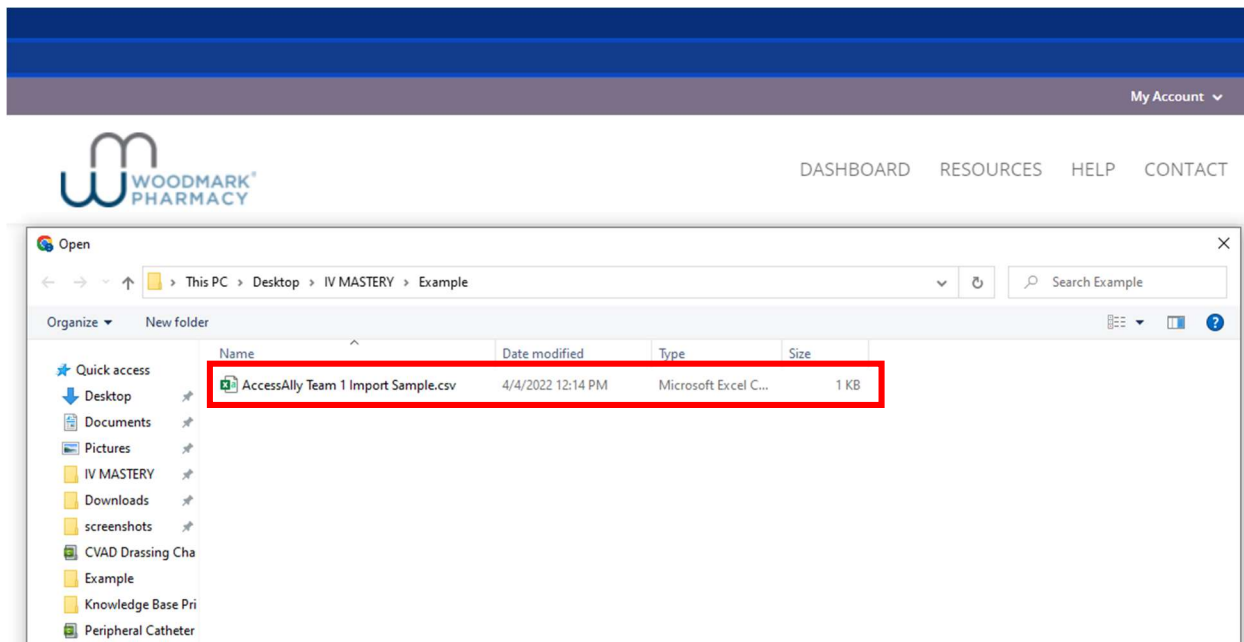 My Account
WOODMARK®
PHARMACY
DASHBOARD RESOURCES HELP CONTACT
Open
This PC > Desktop > IV MASTERY > Example
Search Example
Organize New folder
Name Date modified Type Size
AccessAlly Team 1 Import Sample.csv 4/4/2022 12:14 PM Microsoft Excel C... 1 KB
Quick access
Desktop
Documents
Pictures
IV MASTERY
Downloads
screenshots
CVAD Drassing Cha
Example
Knowledge Base Pri
Peripheral Catheter